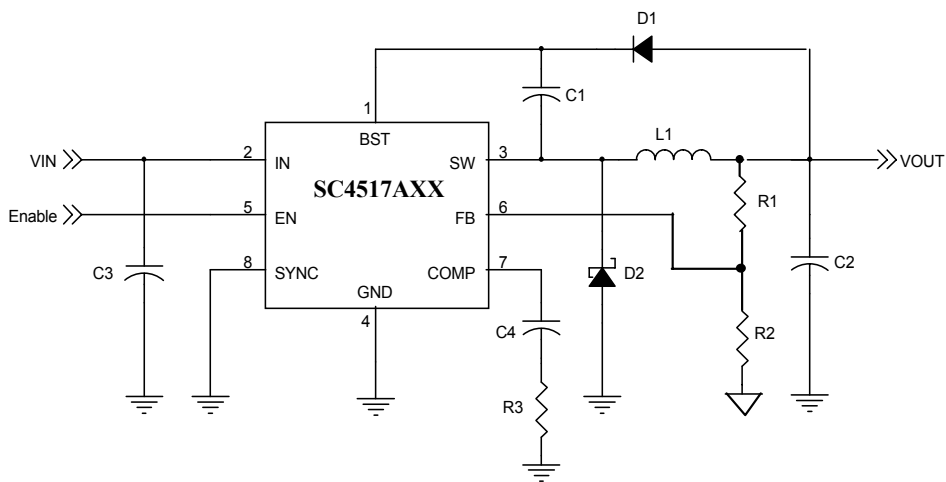 D1
C1
1
BST
L1
VIN
2
IN
SW
3
VOUT
SC4517AXX
R1
Enable
5
EN
FB
6
C3
8
SYNC
COMP
7
D2
C2
GND
4
C4
R2
R3